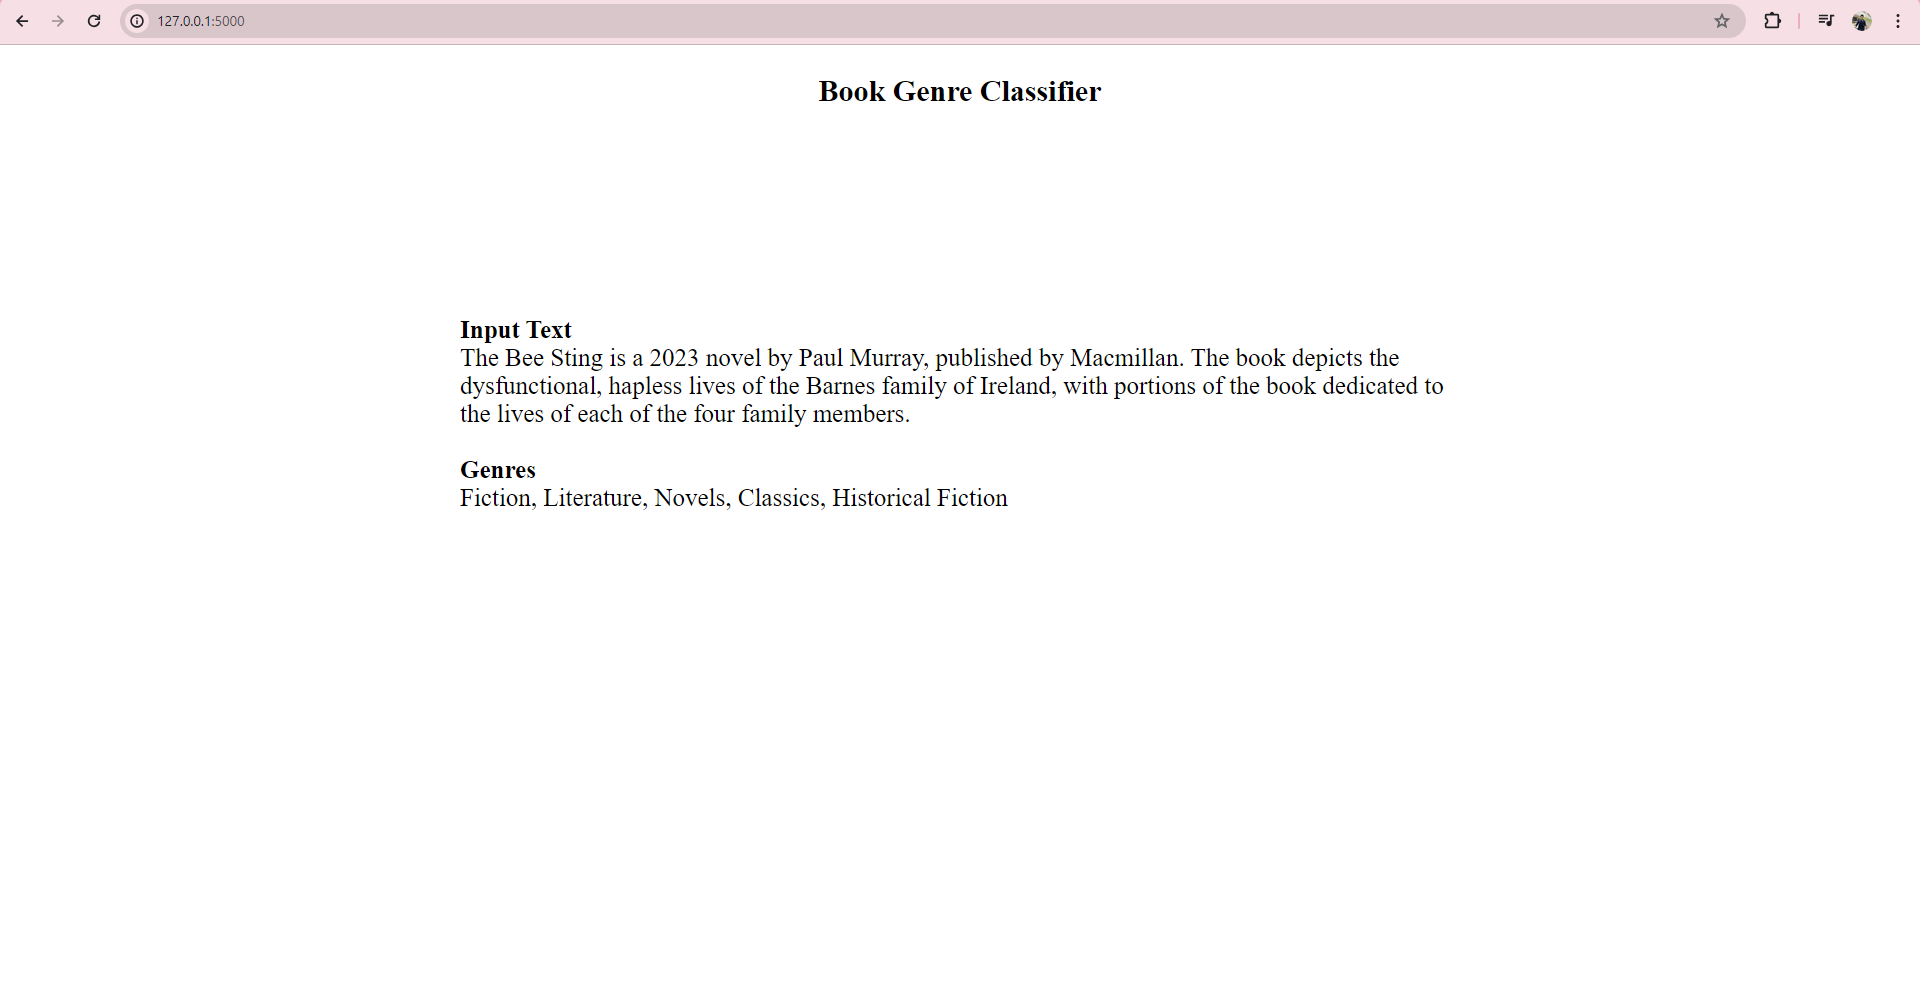 127.0.0.1:5000
Book Genre Classifier
Input Text
The Bee Sting is a 2023 novel by Paul Murray, published by Macmillan. The book depicts the
dysfunctional, hapless lives of the Barnes family of Ireland, with portions of the book dedicated to
the lives of each of the four family members.
Genres
Fiction, Literature, Novels, Classics, Historical Fiction